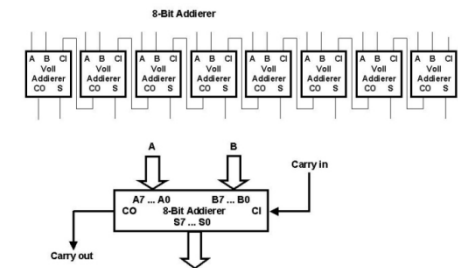 8-Bit Addierer
A B CI A B CI A B CI A B CI A B CI A B CI A B CI A B CI
Voll Voll Voll Voll Voll Voll Voll Voll
Addierer Addierer Addierer Addierer Addierer Addierer Addierer Addierer
CO S CO S CO S CO S CO S CO S CO S CO S
A B
Carry in
A7 ... A0 B7 ... B0
CO 8-Bit Addierer CI
S7 ... S0
Carry out